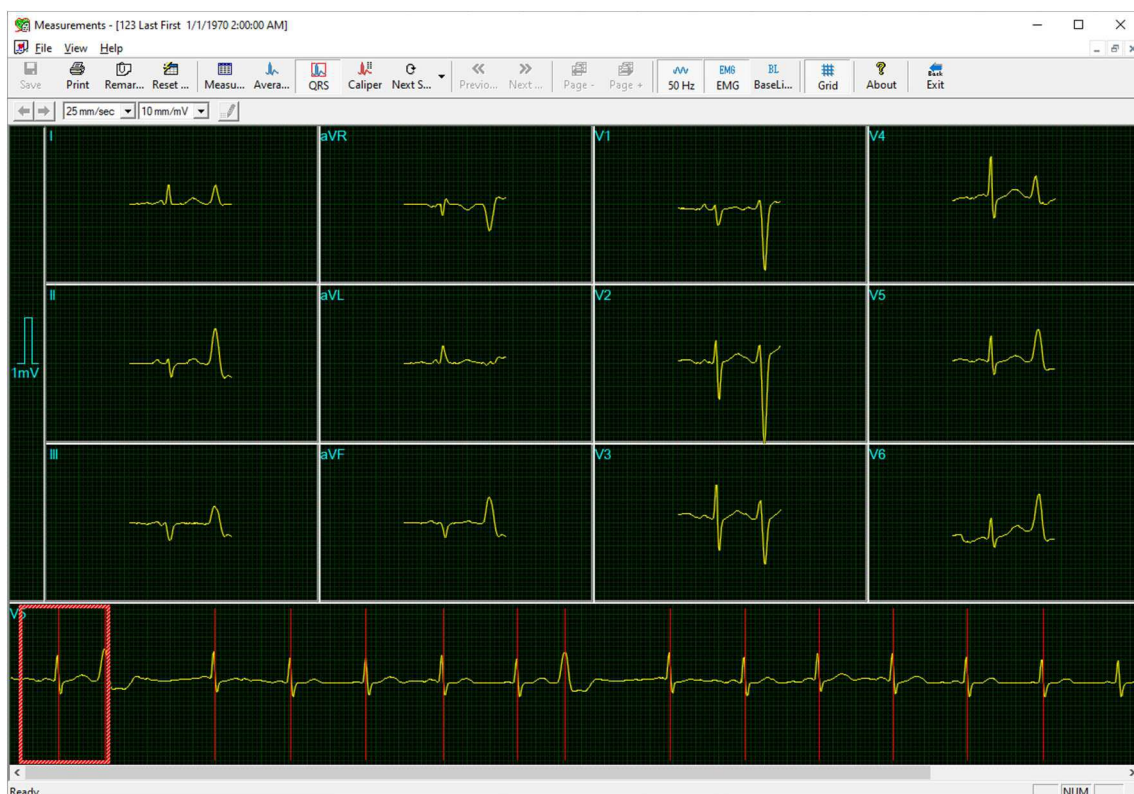 Measurements - [123 Last First 1/1/1970 2:00:00 AM]
File View Help
Save Print Remar... Reset ... Measu... Avera... QRS Caliper Next S... Previo... Next ... Page - Page + 50 Hz EMG EMG BL BaseLi... Grid About Back Exit
25 mm/sec 10 mm/mV
I aVR V1 V4
II aVL V2 V5
1mV
III aVF V3 V6
Ready NUM